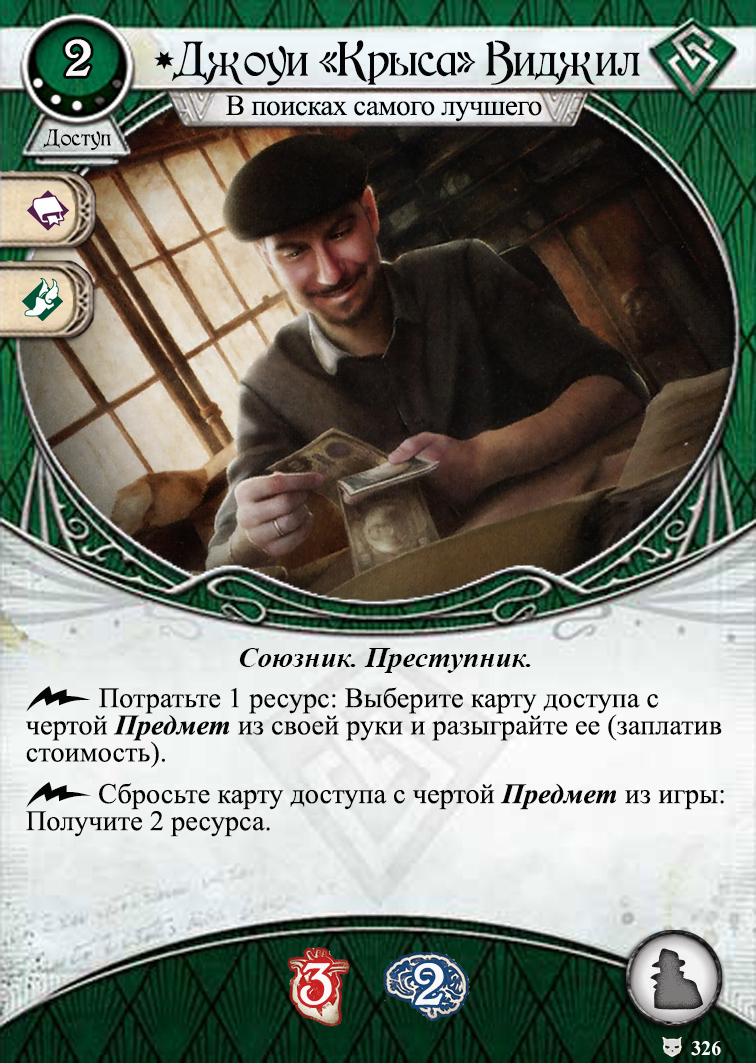 2
*Джоуи «Крыса» Виджил
В поисках самого лучшего
Доступ
Союзник. Преступник.
Потратьте 1 ресурс: Выберите карту доступа с
чертой Предмет из своей руки и разыграйте ее (заплатив
стоимость).
Сбросьте карту доступа с чертой Предмет из игры:
Получите 2 ресурса.
3 2
326